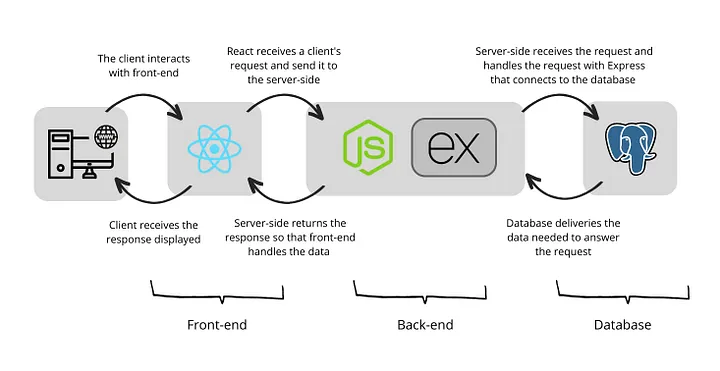 The client interacts
with front-end
React receives a client's
request and send it to
the server-side
Server-side receives the request and
handles the request with Express
that connects to the database
JS
ex
Client receives the
response displayed
Server-side returns the
response so that front-end
handles the data
Database deliveries the
data needed to answer
the request
Front-end
Back-end
Database